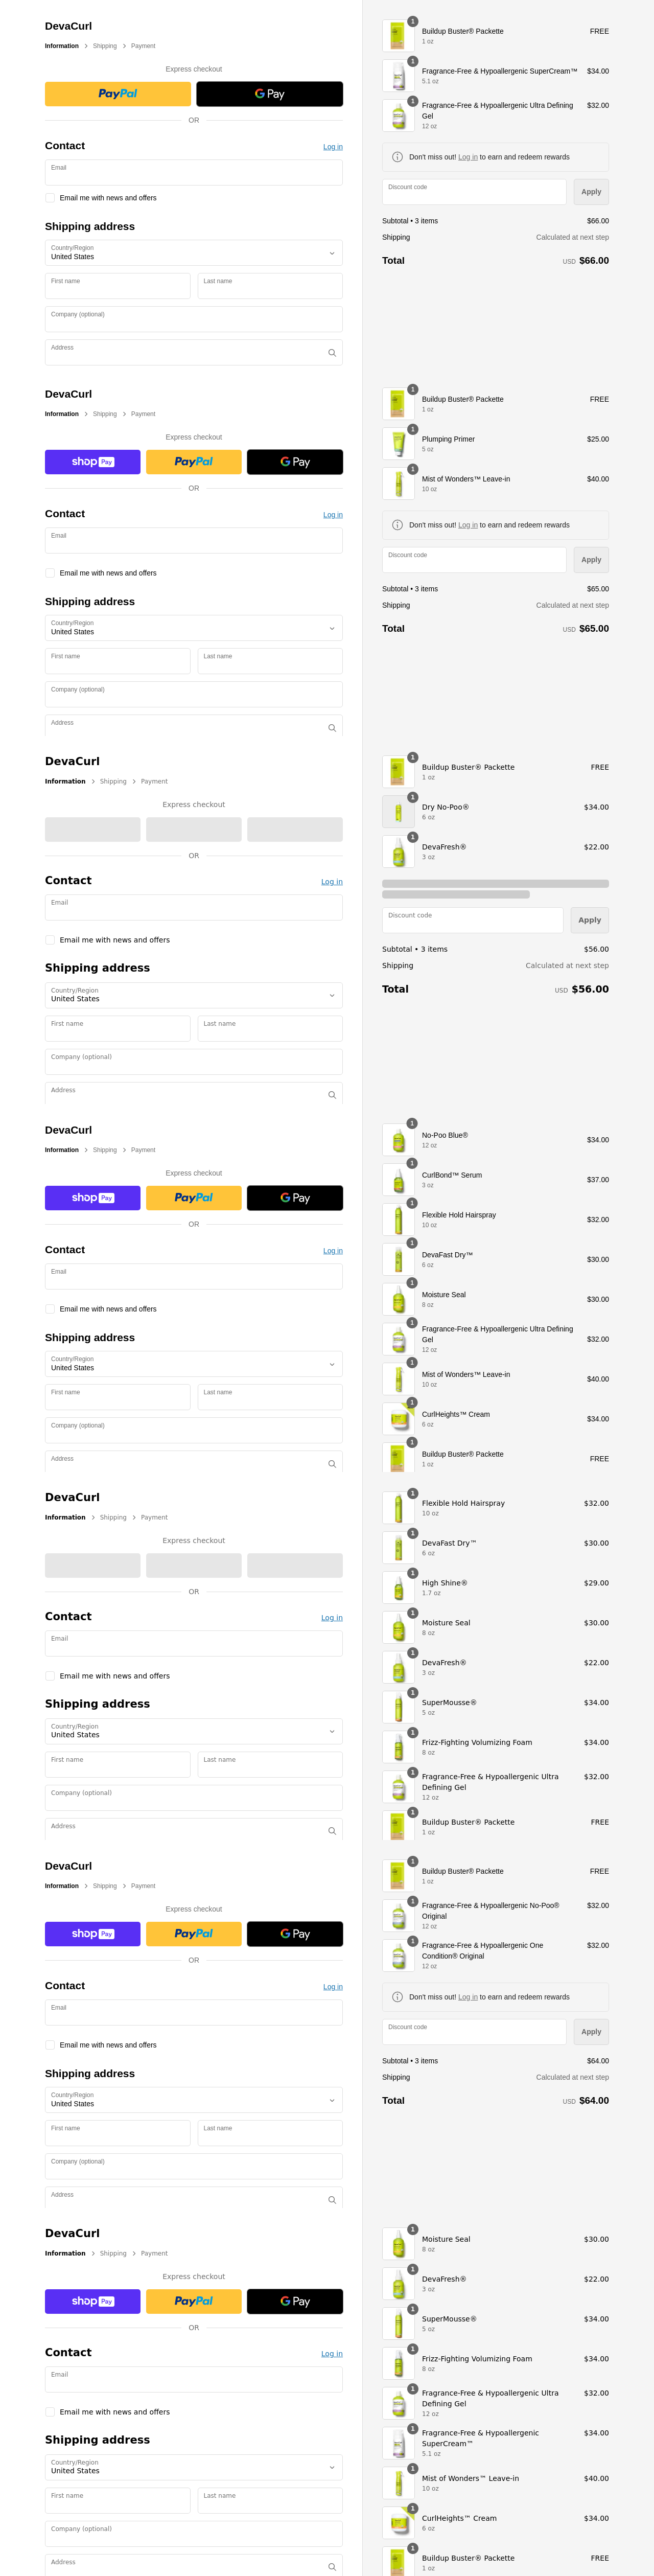 DevaCurl
Information > Shipping > Payment
Express checkout
PayPal
G Pay
OR
Contact
Log in
Email
Email me with news and offers
Shipping address
Country/Region
United States
First name
Last name
Company (optional)
Address
1
Buildup Buster® Packette
1 oz
FREE
1
Fragrance-Free & Hypoallergenic SuperCream™
5.1 oz
$34.00
1
Fragrance-Free & Hypoallergenic Ultra Defining
Gel
12 oz
$32.00
Don't miss out! Log in to earn and redeem rewards
Discount code
Apply
Subtotal • 3 items
$66.00
Shipping
Calculated at next step
Total
USD $66.00
DevaCurl
Information > Shipping > Payment
Express checkout
shop Pay
PayPal
G Pay
OR
Contact
Log in
Email
Email me with news and offers
Shipping address
Country/Region
United States
First name
Last name
Company (optional)
Address
1
Buildup Buster® Packette
1 oz
FREE
1
Plumping Primer
5 oz
$25.00
1
Mist of Wonders™ Leave-in
10 oz
$40.00
Don't miss out! Log in to earn and redeem rewards
Discount code
Apply
Subtotal • 3 items
$65.00
Shipping
Calculated at next step
Total
USD $65.00
DevaCurl
Information > Shipping > Payment
Express checkout
OR
Contact
Log in
Email
Email me with news and offers
Shipping address
Country/Region
United States
First name
Last name
Company (optional)
Address
1
Buildup Buster® Packette
1 oz
FREE
1
Dry No-Poo®
6 oz
$34.00
1
DevaFresh®
3 oz
$22.00
Discount code
Apply
Subtotal • 3 items
$56.00
Shipping
Calculated at next step
Total
USD $56.00
DevaCurl
Information > Shipping > Payment
Express checkout
shop Pay
PayPal
G Pay
OR
Contact
Log in
Email
Email me with news and offers
Shipping address
Country/Region
United States
First name
Last name
Company (optional)
Address
1
No-Poo Blue®
12 oz
$34.00
1
CurlBond™ Serum
3 oz
$37.00
1
Flexible Hold Hairspray
10 oz
$32.00
1
DevaFast Dry™
6 oz
$30.00
1
Moisture Seal
8 oz
$30.00
1
Fragrance-Free & Hypoallergenic Ultra Defining
Gel
12 oz
$32.00
1
Mist of Wonders™ Leave-in
10 oz
$40.00
1
CurlHeights™ Cream
6 oz
$34.00
1
Buildup Buster® Packette
1 oz
FREE
DevaCurl
Information > Shipping > Payment
Express checkout
OR
Contact
Log in
Email
Email me with news and offers
Shipping address
Country/Region
United States
First name
Last name
Company (optional)
Address
1
Flexible Hold Hairspray
10 oz
$32.00
1
DevaFast Dry™
6 oz
$30.00
1
High Shine®
1.7 oz
$29.00
1
Moisture Seal
8 oz
$30.00
1
DevaFresh®
3 oz
$22.00
1
SuperMousse®
5 oz
$34.00
1
Frizz-Fighting Volumizing Foam
8 oz
$34.00
1
Fragrance-Free & Hypoallergenic Ultra
Defining Gel
12 oz
$32.00
1
Buildup Buster® Packette
1 oz
FREE
DevaCurl
Information > Shipping > Payment
Express checkout
shop Pay
PayPal
G Pay
OR
Contact
Log in
Email
Email me with news and offers
Shipping address
Country/Region
United States
First name
Last name
Company (optional)
Address
1
Buildup Buster® Packette
1 oz
FREE
1
Fragrance-Free & Hypoallergenic No-Poo®
Original
12 oz
$32.00
1
Fragrance-Free & Hypoallergenic One
Condition® Original
12 oz
$32.00
Don't miss out! Log in to earn and redeem rewards
Discount code
Apply
Subtotal • 3 items
$64.00
Shipping
Calculated at next step
Total
USD $64.00
DevaCurl
Information > Shipping > Payment
Express checkout
shop Pay
PayPal
G Pay
OR
Contact
Log in
Email
Email me with news and offers
Shipping address
Country/Region
United States
First name
Last name
Company (optional)
Address
1
Moisture Seal
8 oz
$30.00
1
DevaFresh®
3 oz
$22.00
1
SuperMousse®
5 oz
$34.00
1
Frizz-Fighting Volumizing Foam
8 oz
$34.00
1
Fragrance-Free & Hypoallergenic Ultra
Defining Gel
12 oz
$32.00
1
Fragrance-Free & Hypoallergenic
SuperCream™
5.1 oz
$34.00
1
Mist of Wonders™ Leave-in
10 oz
$40.00
1
CurlHeights™ Cream
6 oz
$34.00
1
Buildup Buster® Packette
1 oz
FREE